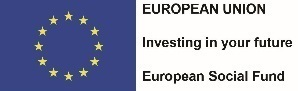 EUROPEAN UNION
Investing in your future
European Social Fund